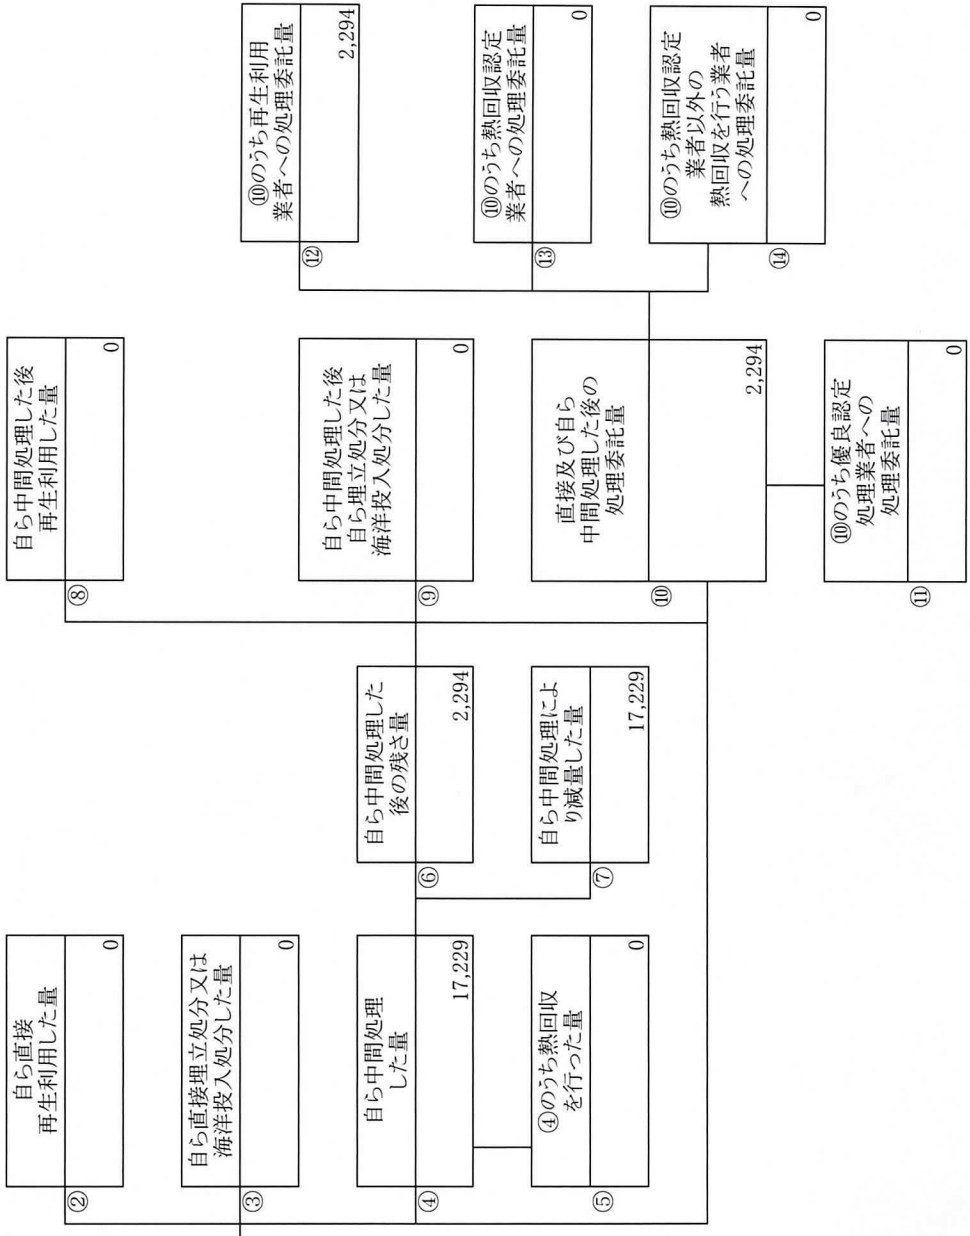 ②
自ら直接
再生利用した量
0
③
自ら直接埋立処分又は
海洋投入処分した量
0
④
自ら中間処理
した量
17,229
⑤
④のうち熱回収
を行った量
0
⑥
自ら中間処理した
後の残さ量
2,294
⑦
自ら中間処理によ
り減量した量
17,229
⑧
自ら中間処理した後
再生利用した量
0
⑨
自ら中間処理した後
自ら埋立処分又は
海洋投入処分した量
0
⑩
直接及び自ら
中間処理した後の
処理委託量
2,294
⑪
⑩のうち優良認定
処理業者への
処理委託量
0
⑫
⑩のうち再生利用
業者への処理委託量
2,294
⑬
⑩のうち熱回収認定
業者への処理委託量
0
⑭
⑩のうち熱回収認定
業者以外の
熱回収を行う業者
への処理委託量
0